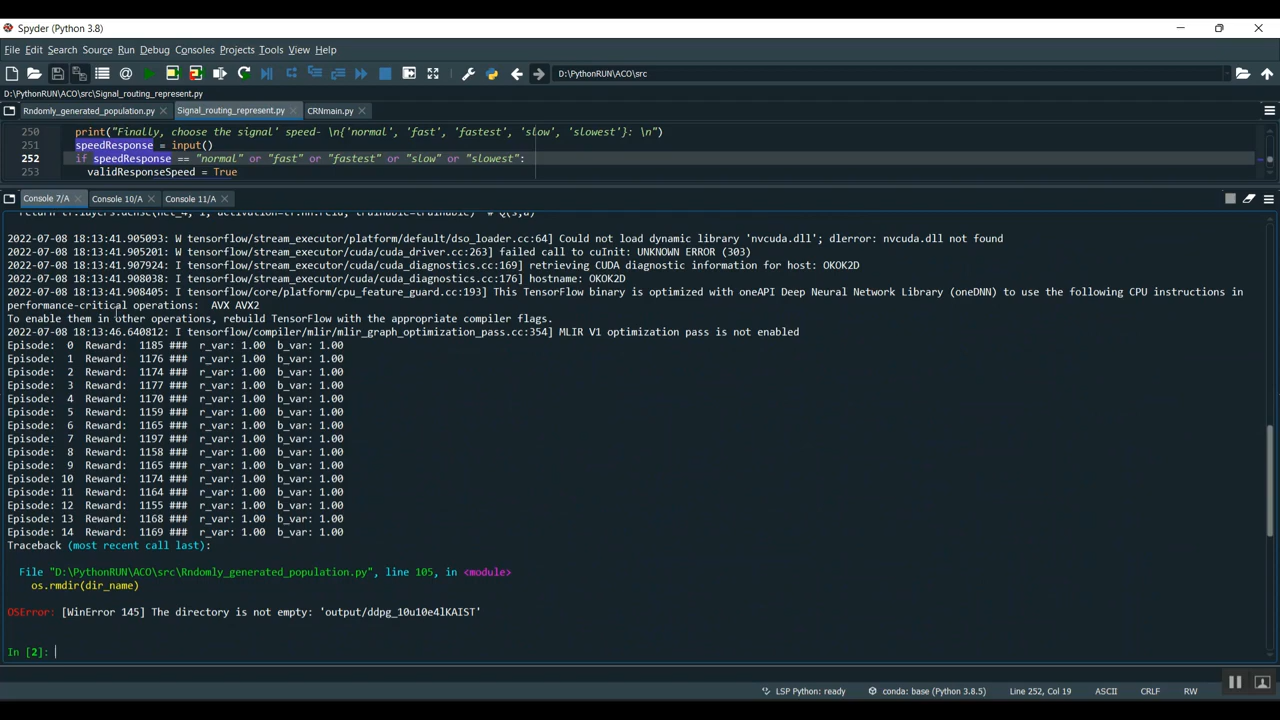 Spyder (Python 3.8)
File Edit Search Source Run Debug Consoles Projects Tools View Help
D:\PythonRUN\ACO\src
D:\PythonRUN\ACO\src\Signal_routing_represent.py
Rndomly_generated_population.py Signal_routing_represent.py CRNmain.py
250 print("Finally, choose the signal' speed- \n{'normal', 'fast', 'fastest', 'slow', 'slowest'}: \n")
251 speedResponse = input()
252 if speedResponse == "normal" or "fast" or "fastest" or "slow" or "slowest":
253 validResponseSpeed = True
Console 7/A Console 10/A Console 11/A
2022-07-08 18:13:41.905093: W tensorflow/stream_executor/platform/default/dso_loader.cc:64] Could not load dynamic library 'nvcuda.dll'; dlerror: nvcuda.dll not found
2022-07-08 18:13:41.905201: W tensorflow/stream_executor/cuda/cuda_driver.cc:263] failed call to cuInit: UNKNOWN ERROR (303)
2022-07-08 18:13:41.907924: I tensorflow/stream_executor/cuda/cuda_diagnostics.cc:169] retrieving CUDA diagnostic information for host: OKOK2D
2022-07-08 18:13:41.908038: I tensorflow/stream_executor/cuda/cuda_diagnostics.cc:176] hostname: OKOK2D
2022-07-08 18:13:41.908405: I tensorflow/core/platform/cpu_feature_guard.cc:193] This TensorFlow binary is optimized with oneAPI Deep Neural Network Library (oneDNN) to use the following CPU instructions in
performance-critical operations:  AVX AVX2
To enable them in other operations, rebuild TensorFlow with the appropriate compiler flags.
2022-07-08 18:13:46.640812: I tensorflow/compiler/mlir/mlir_graph_optimization_pass.cc:354] MLIR V1 optimization pass is not enabled
Episode: 0 Reward: 1185 ### r_var: 1.00 b_var: 1.00
Episode: 1 Reward: 1176 ### r_var: 1.00 b_var: 1.00
Episode: 2 Reward: 1174 ### r_var: 1.00 b_var: 1.00
Episode: 3 Reward: 1177 ### r_var: 1.00 b_var: 1.00
Episode: 4 Reward: 1170 ### r_var: 1.00 b_var: 1.00
Episode: 5 Reward: 1159 ### r_var: 1.00 b_var: 1.00
Episode: 6 Reward: 1165 ### r_var: 1.00 b_var: 1.00
Episode: 7 Reward: 1197 ### r_var: 1.00 b_var: 1.00
Episode: 8 Reward: 1158 ### r_var: 1.00 b_var: 1.00
Episode: 9 Reward: 1165 ### r_var: 1.00 b_var: 1.00
Episode: 10 Reward: 1174 ### r_var: 1.00 b_var: 1.00
Episode: 11 Reward: 1164 ### r_var: 1.00 b_var: 1.00
Episode: 12 Reward: 1155 ### r_var: 1.00 b_var: 1.00
Episode: 13 Reward: 1168 ### r_var: 1.00 b_var: 1.00
Episode: 14 Reward: 1169 ### r_var: 1.00 b_var: 1.00
Traceback (most recent call last):
File "D:\PythonRUN\ACO\src\Rndomly_generated_population.py", line 105, in <module>
os.rmdir(dir_name)
OSError: [WinError 145] The directory is not empty: 'output/ddpg_10u10e4lKAIST'
In [2]:
LSP Python: ready conda: base (Python 3.8.5) Line 252, Col 19 ASCII CRLF RW